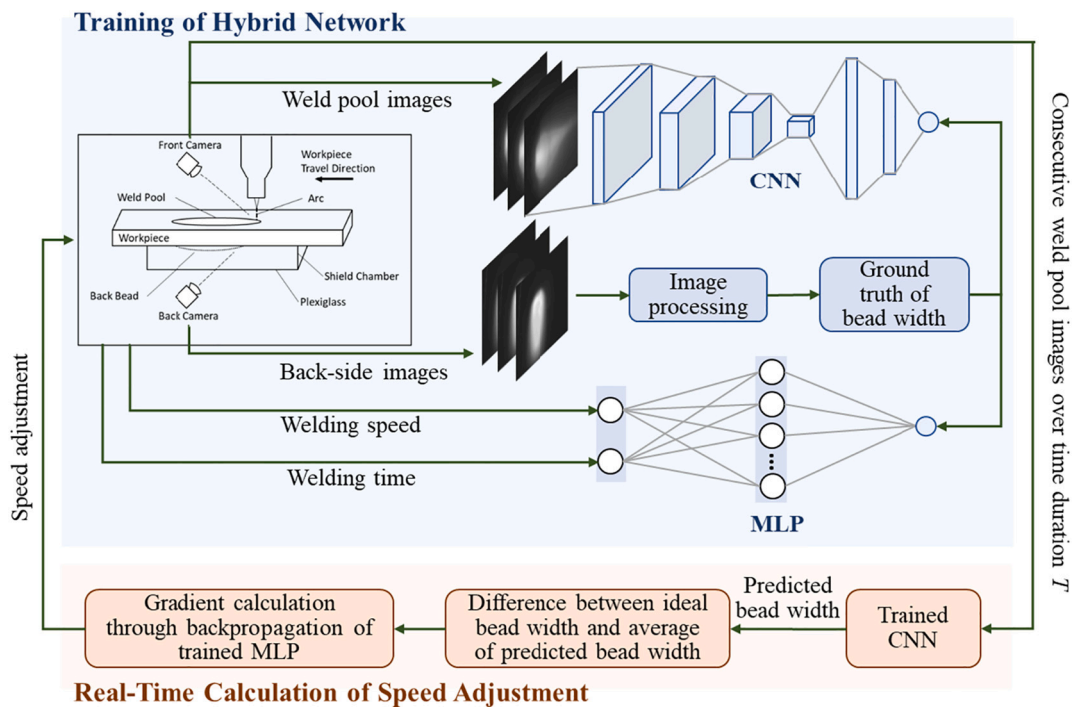 Training of Hybrid Network
Weld pool images
CNN
Front Camera
Workpiece
Travel Direction
Weld Pool
Arc
Workpiece
Shield Chamber
Back Bead
Plexiglass
Back Camera
Image
processing
Ground
truth of
bead width
Back-side images
Welding speed
Welding time
MLP
Speed adjustment
Consecutive weld pool images over time duration T
Gradient calculation
through backpropagation of
trained MLP
Difference between ideal
bead width and average
of predicted bead width
Predicted
bead width
Trained
CNN
Real-Time Calculation of Speed Adjustment